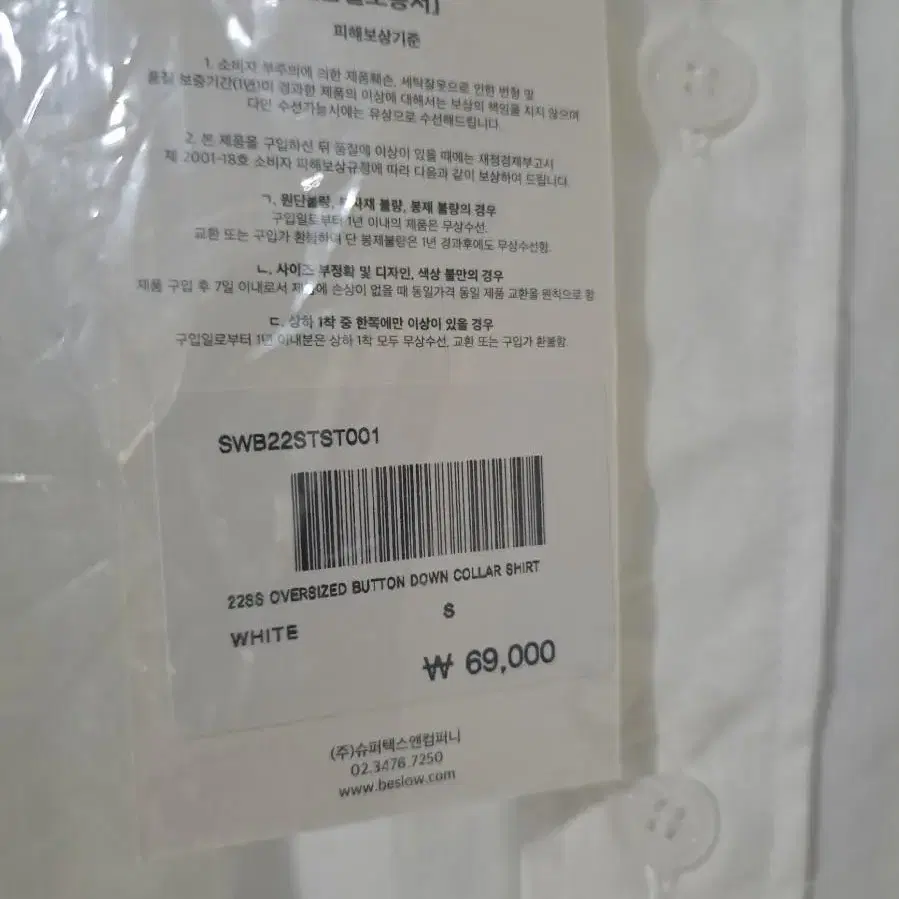 피해보상기준
1. 소비자 부주의에 의한 제품훼손, 세탁잘못으로 인한 변형 및
품질 보증기간(1년)이 경과한 제품의 이상에 대해서는 보상의 책임을 지지 않으며
다만 수선가능시에는 유상으로 수선해드립니다.
2. 본 제품을 구입하신 뒤 품질에 이상이 있을 때에는 재정경제부고시
제 2001-18호 소비자 피해보상규정에 따라 다음과 같이 보상하여 드립니다.
ㄱ. 원단불량, 부자재 불량, 봉제 불량의 경우
구입일로부터 1년 이내의 제품은 무상수선.
교환 또는 구입가 환불하며 단 봉제불량은 1년 경과후에도 무상수선함.
ㄴ. 사이즈 부정확 및 디자인, 색상 불만의 경우
제품 구입 후 7일 이내로서 제품에 손상이 없을 때 동일가격 동일 제품 교환을 원칙으로 함
ㄷ. 상하 1착 중 한쪽에만 이상이 있을 경우
구입일로부터 1년 이내분은 상하 1착 모두 무상수선, 교환 또는 구입가 환불함.
SWB22STST001
22SS OVERSIZED BUTTON DOWN COLLAR SHIRT
WHITE S
₩ 69,000
(주)슈퍼텍스앤컴퍼니
02.3476.7250
www.beslow.com